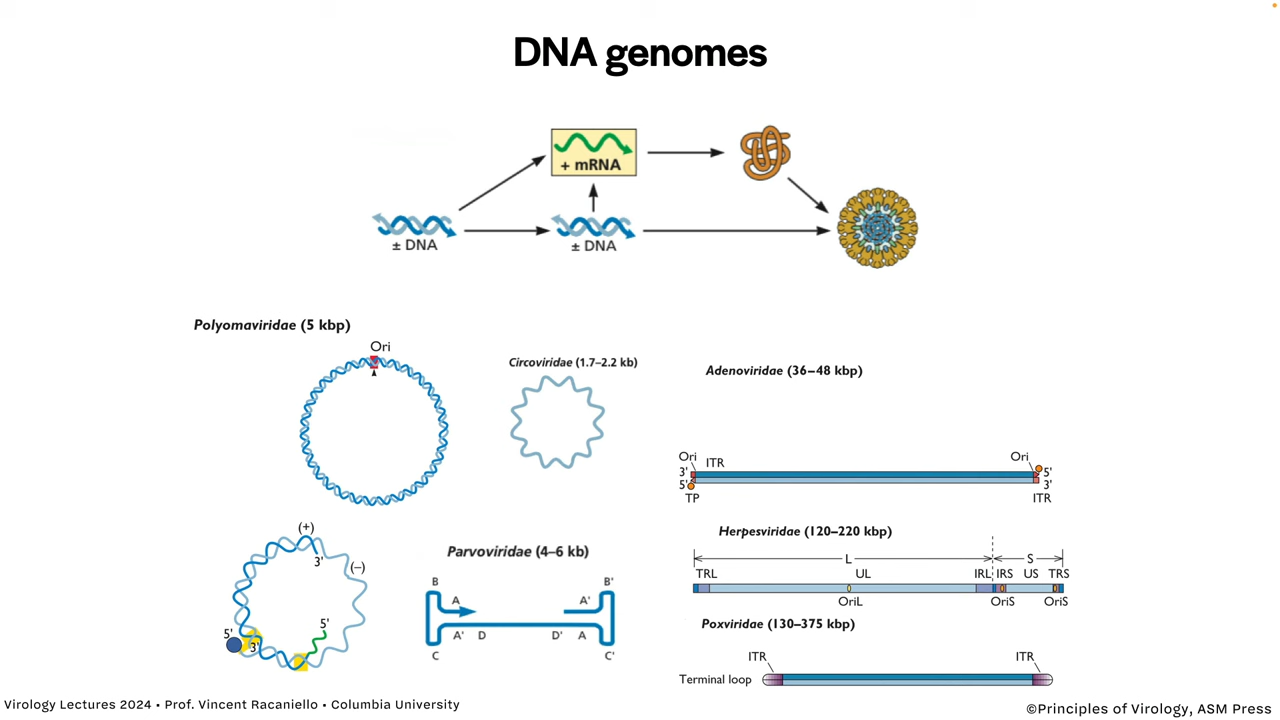 DNA genomes
+ mRNA
± DNA
± DNA
Polyomaviridae (5 kbp)
Ori
Circoviridae (1.7–2.2 kb)
Adenoviridae (36–48 kbp)
Ori
ITR
Ori
3'
5'
5'
3'
TP
ITR
(+)
3'
(–)
5'
3'
5'
Parvoviridae (4–6 kb)
B
B'
A
A'
A'
D
D'
A
C
C'
Herpesviridae (120–220 kbp)
L
S
TRL
UL
IRL
IRS
US
TRS
OriL
OriS
OriS
Poxviridae (130–375 kbp)
ITR
ITR
Terminal loop
Virology Lectures 2024 • Prof. Vincent Racaniello • Columbia University
©Principles of Virology, ASM Press